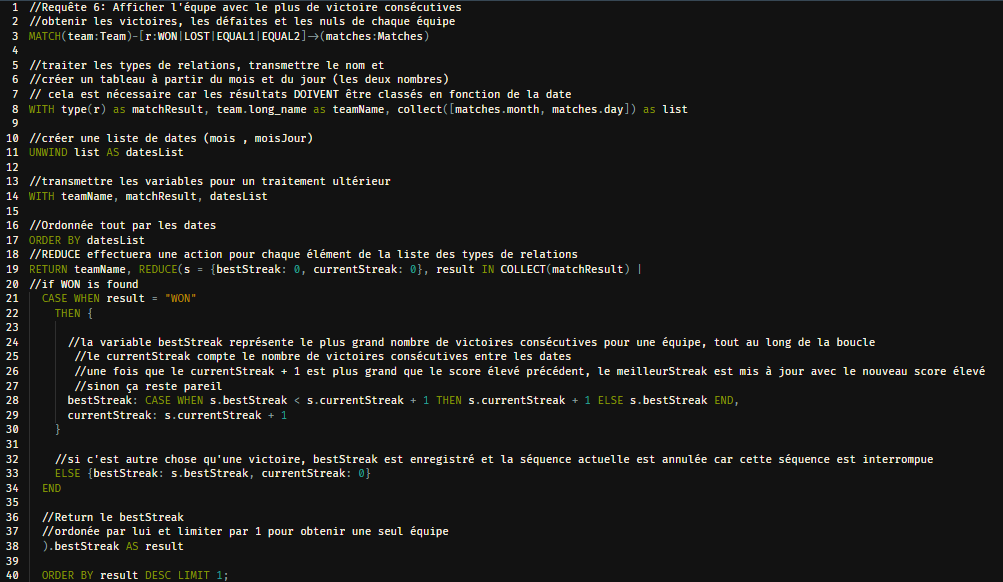 1 //Requête 6: Afficher l'équpe avec le plus de victoire consécutives
2 //obtenir les victoires, les défaites et les nuls de chaque équipe
3 MATCH(team:Team)-[r:WON|LOST|EQUAL1|EQUAL2]→(matches:Matches)
4
5 //traiter les types de relations, transmettre le nom et
6 //créer un tableau à partir du mois et du jour (les deux nombres)
7 // cela est nécessaire car les résultats DOIVENT être classés en fonction de la date
8 WITH type(r) as matchResult, team.long_name as teamName, collect([matches.month, matches.day]) as list
9
10 //créer une liste de dates (mois , moisJour)
11 UNWIND list AS datesList
12
13 //transmettre les variables pour un traitement ultérieur
14 WITH teamName, matchResult, datesList
15
16 //Ordonnée tout par les dates
17 ORDER BY datesList
18 //REDUCE effectuera une action pour chaque élément de la liste des types de relations
19 RETURN teamName, REDUCE(s = {bestStreak: 0, currentStreak: 0}, result IN COLLECT(matchResult) |
20 //if WON is found
21 CASE WHEN result = "WON"
22 THEN {
23
24 //la variable bestStreak représente le plus grand nombre de victoires consécutives pour une équipe, tout au long de la boucle
25 //le currentStreak compte le nombre de victoires consécutives entre les dates
26 //une fois que le currentStreak + 1 est plus grand que le score élevé précédent, le meilleurStreak est mis à jour avec le nouveau score élevé
27 //sinon ça reste pareil
28 bestStreak: CASE WHEN s.bestStreak < s.currentStreak + 1 THEN s.currentStreak + 1 ELSE s.bestStreak END,
29 currentStreak: s.currentStreak + 1
30 }
31
32 //si c'est autre chose qu'une victoire, bestStreak est enregistré et la séquence actuelle est annulée car cette séquence est interrompue
33 ELSE {bestStreak: s.bestStreak, currentStreak: 0}
34 END
35
36 //Return le bestStreak
37 //ordonée par lui et limiter par 1 pour obtenir une seul équipe
38 ).bestStreak AS result
39
40 ORDER BY result DESC LIMIT 1;